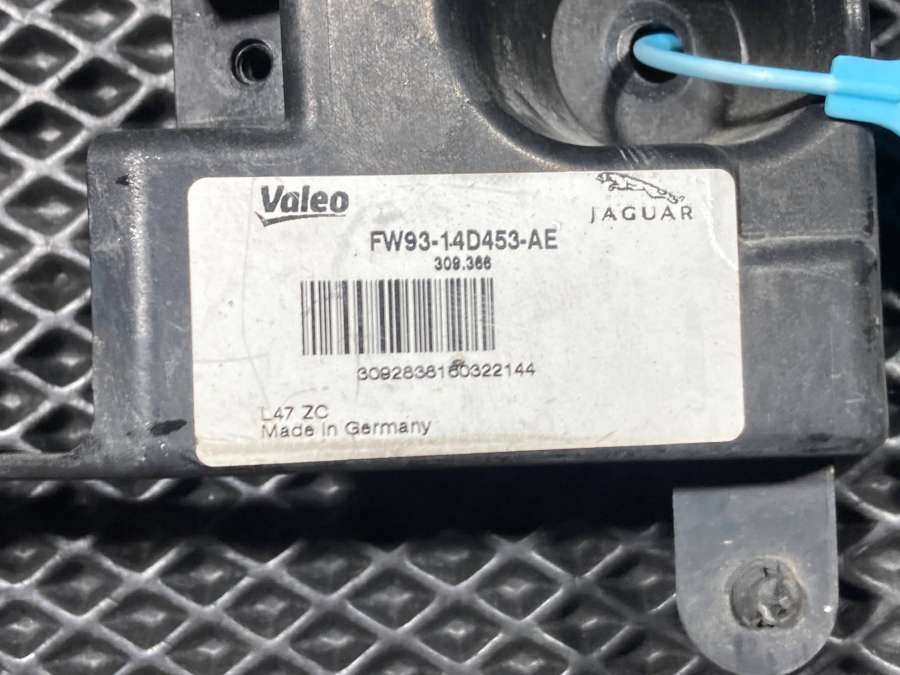 Valeo
JAGUAR
FW93-14D453-AE
309.366
3092838160322144
L47 ZC
Made in Germany